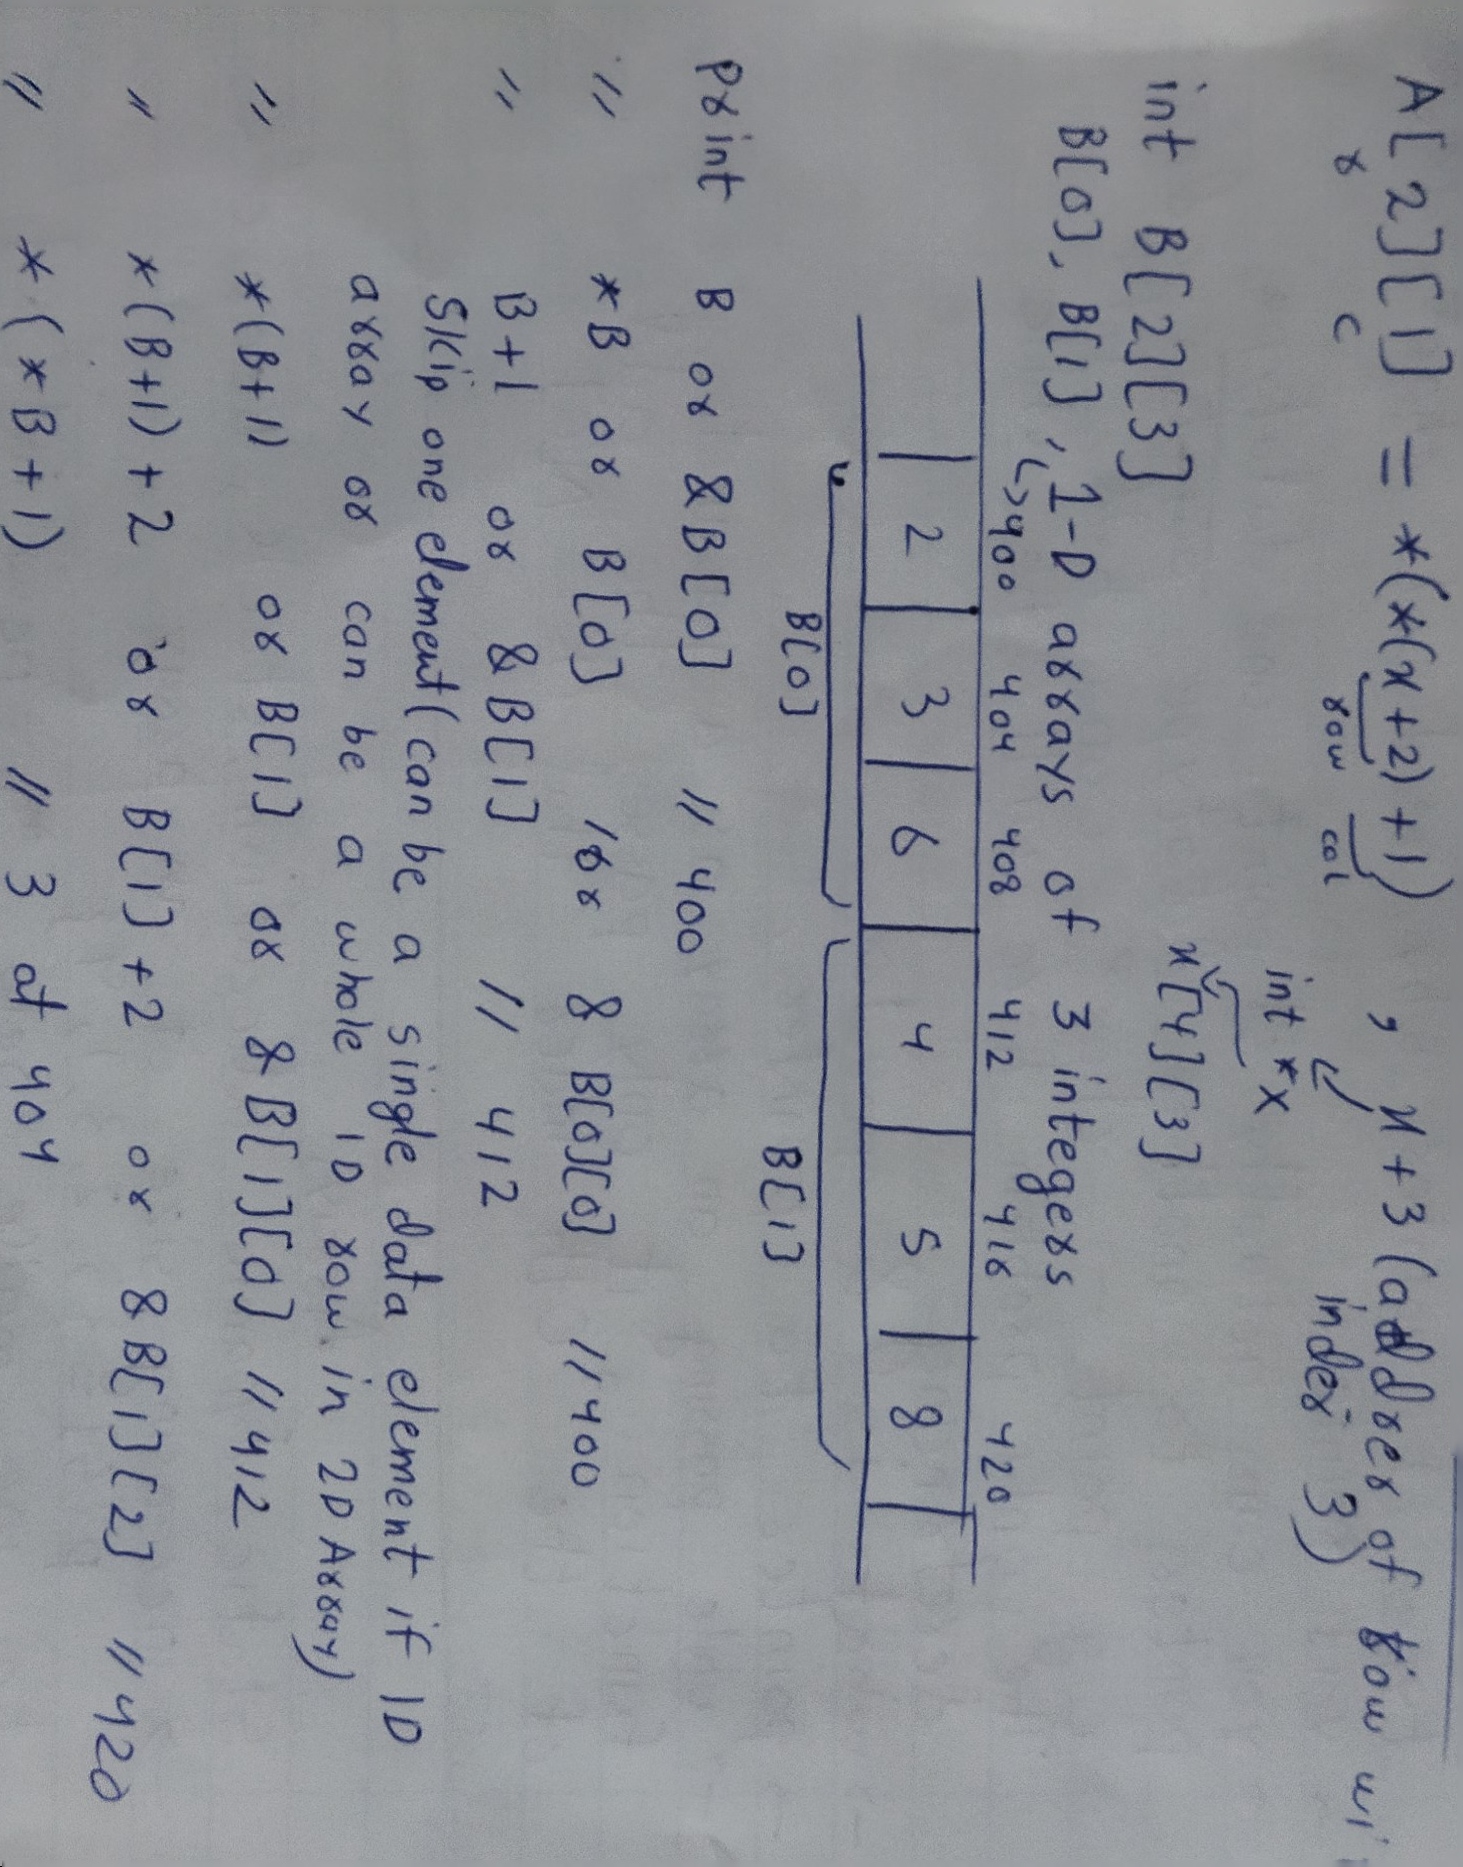 A[2][1] = *(*(x+2)+1) , x+3 (address of row wi
r c row col index 3)
int **x
int B[2][3] x[4][3]
B[0], B[1], 1-D arrays of 3 integers
↳400 404 408 412 416 420
2 3 6 4 5 8
B[0] B[1]
Print B or &B[0] // 400
" *B or B[0] or &B[0][0] // 400
" B+1 or &B[1] // 412
Skip one element (can be a single data element if 1D
array or can be a whole 1D row in 2D Array)
" *(B+1) or B[1] or &B[1][0] // 412
" *(B+1)+2 or B[1]+2 or &B[1][2] // 420
" *(*B+1) // 3 at 404